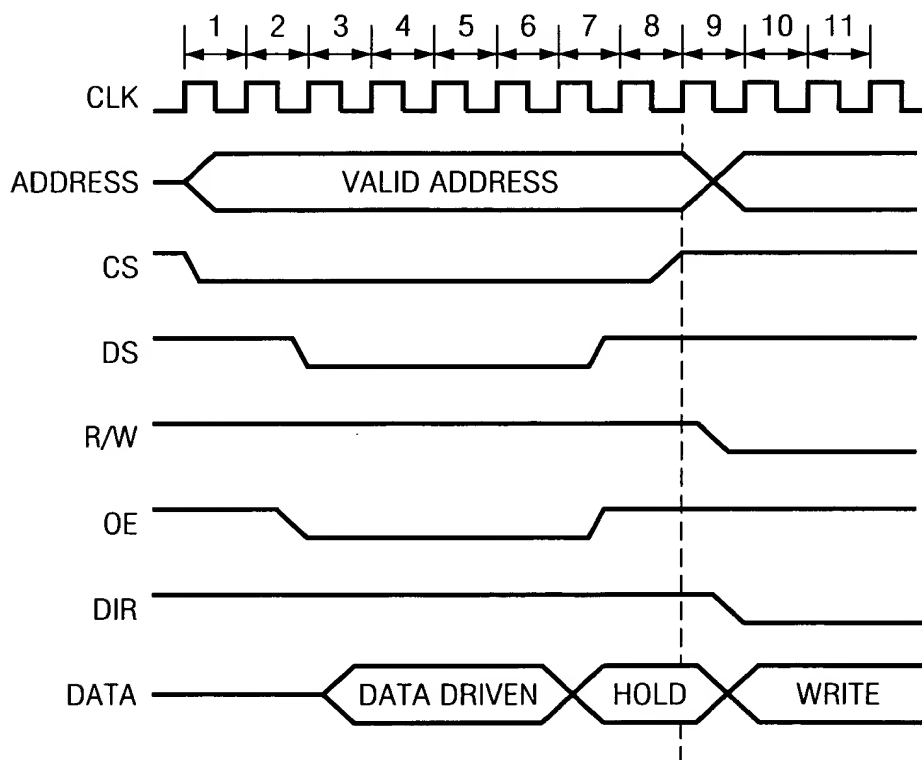 1 2 3 4 5 6 7 8 9 10 11
CLK
ADDRESS VALID ADDRESS
CS
DS
R/W
OE
DIR
DATA DATA DRIVEN HOLD WRITE